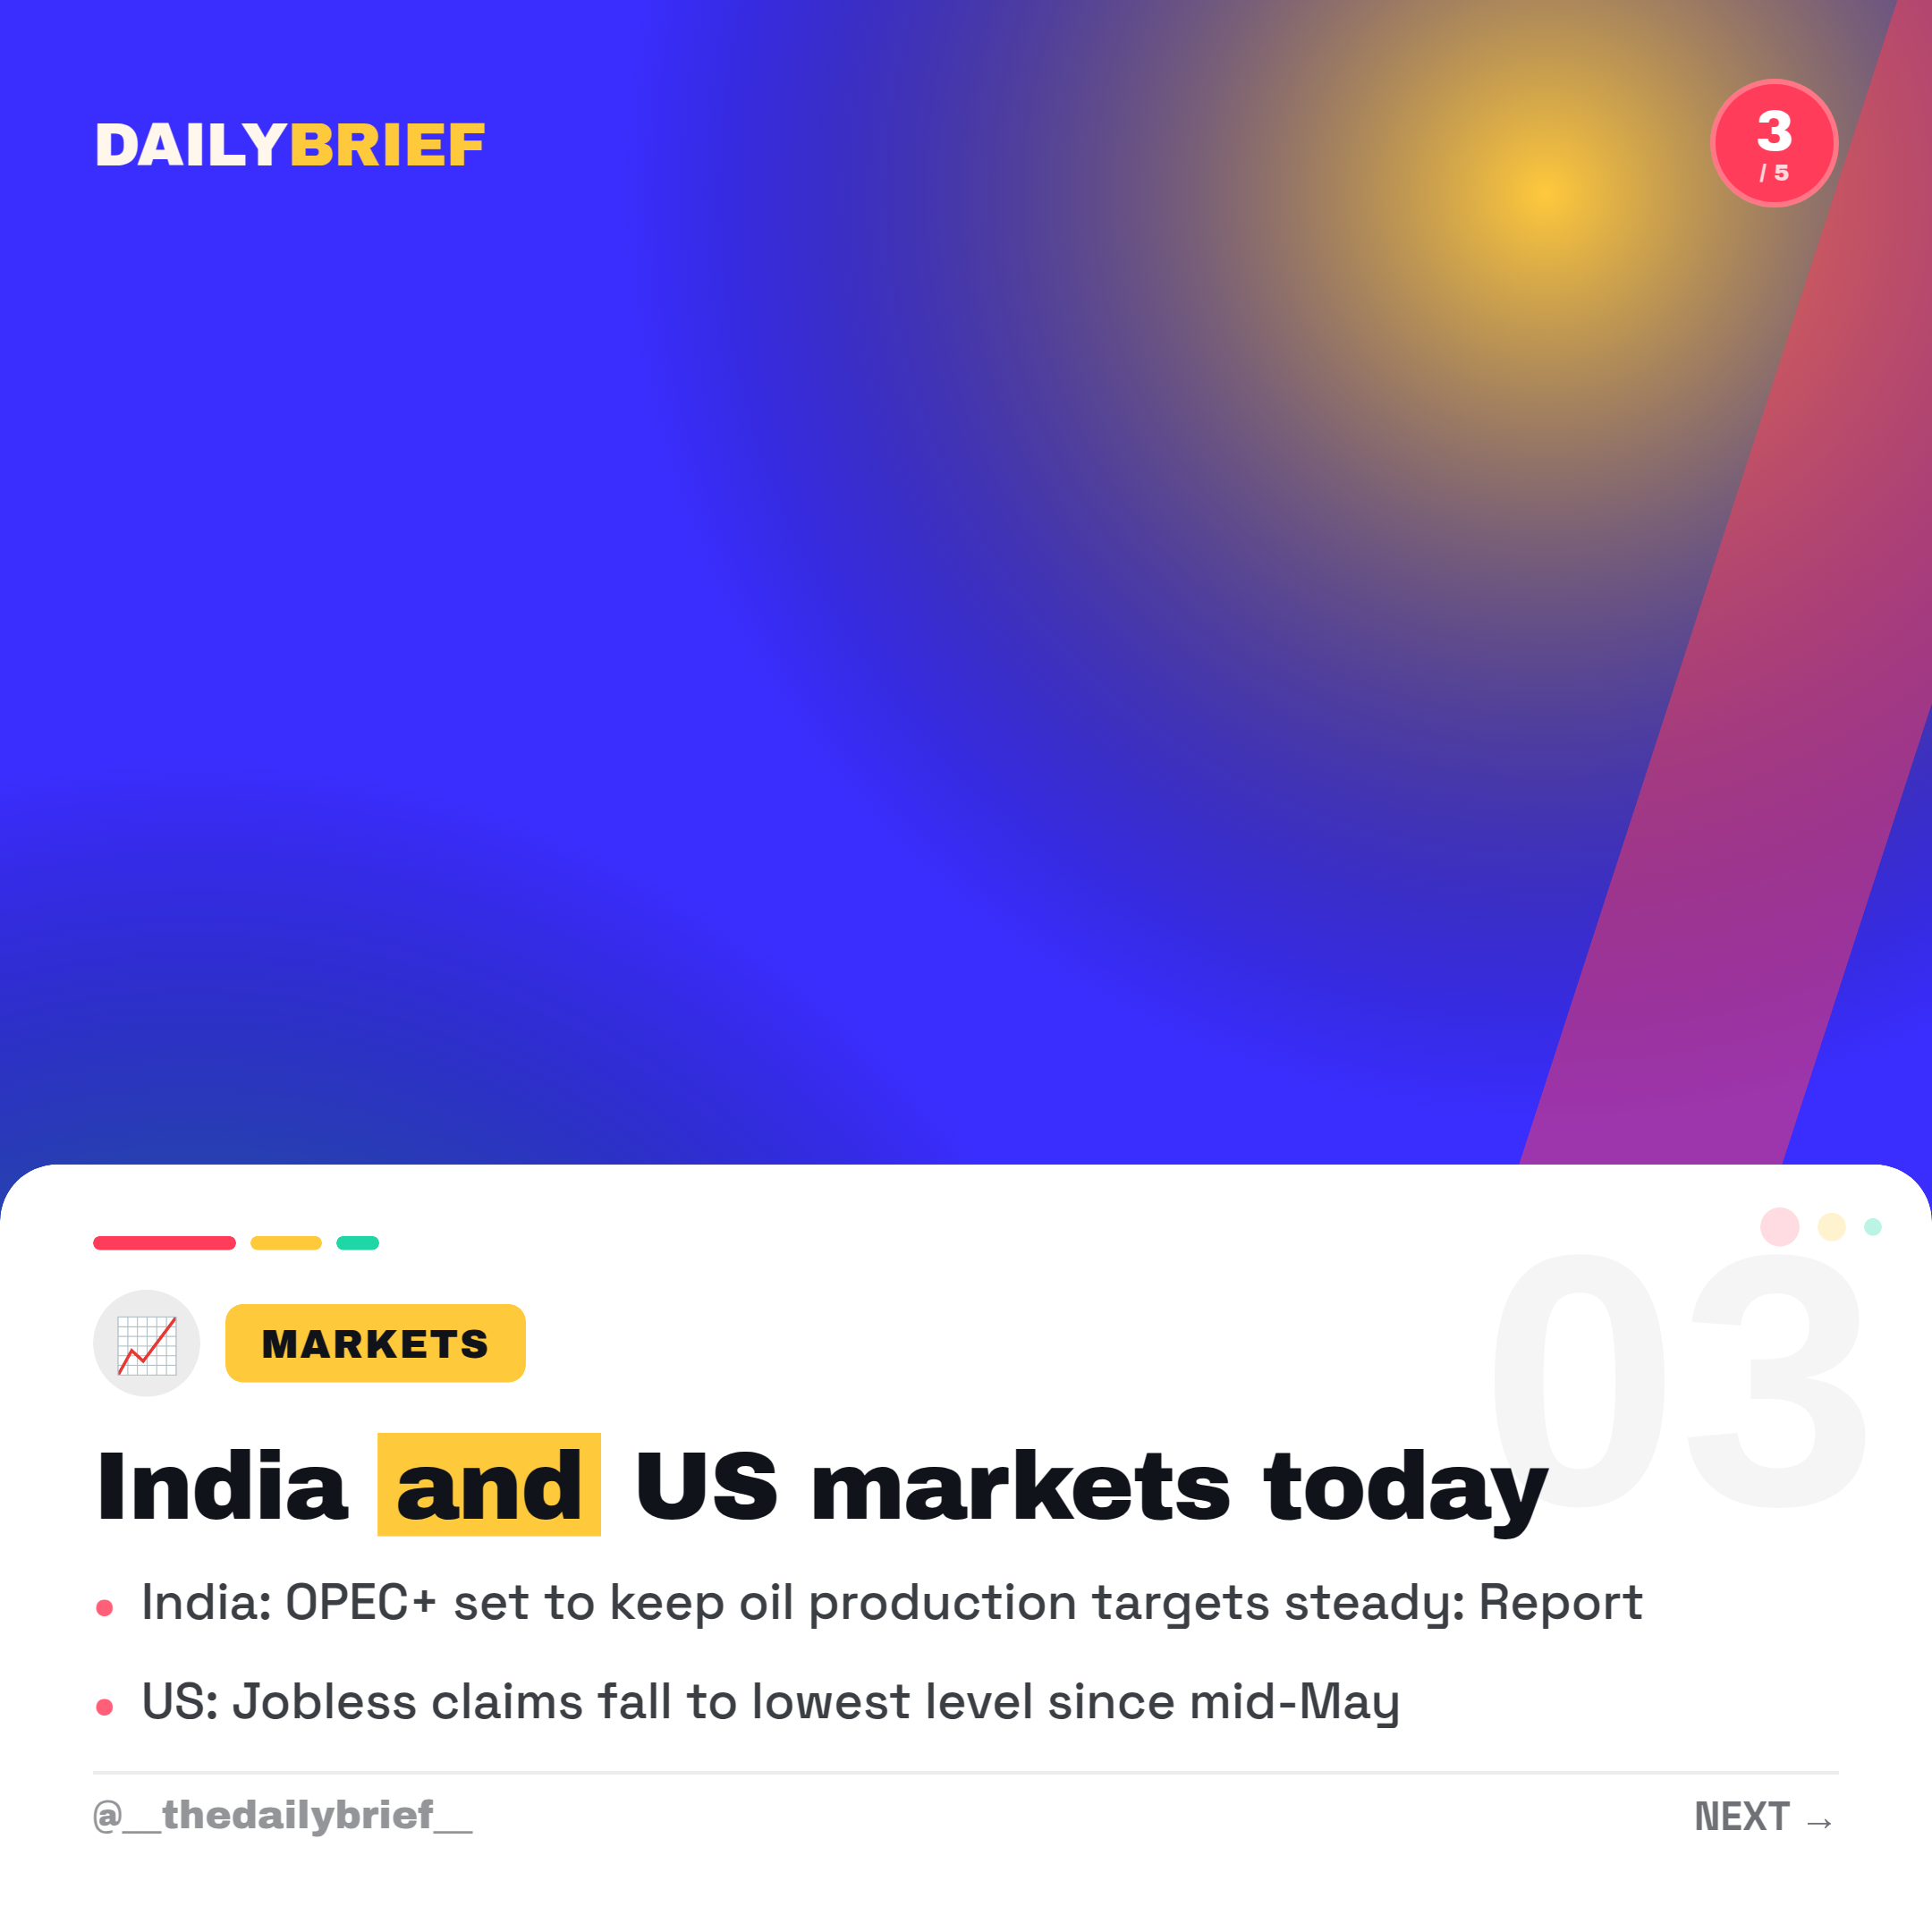 DAILYBRIEF
3
/ 5
03
MARKETS
India and US markets today
• India: OPEC+ set to keep oil production targets steady: Report
• US: Jobless claims fall to lowest level since mid-May
@__thedailybrief__
NEXT →